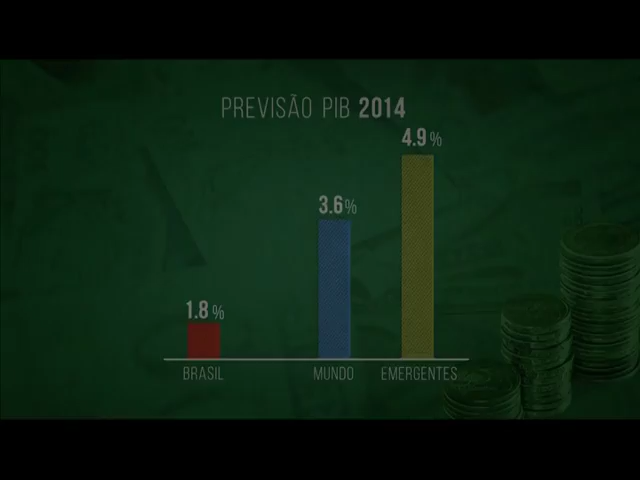 PREVISÃO PIB 2014
4.9 %
3.6%
1.8 %
BRASIL
MUNDO
EMERGENTES